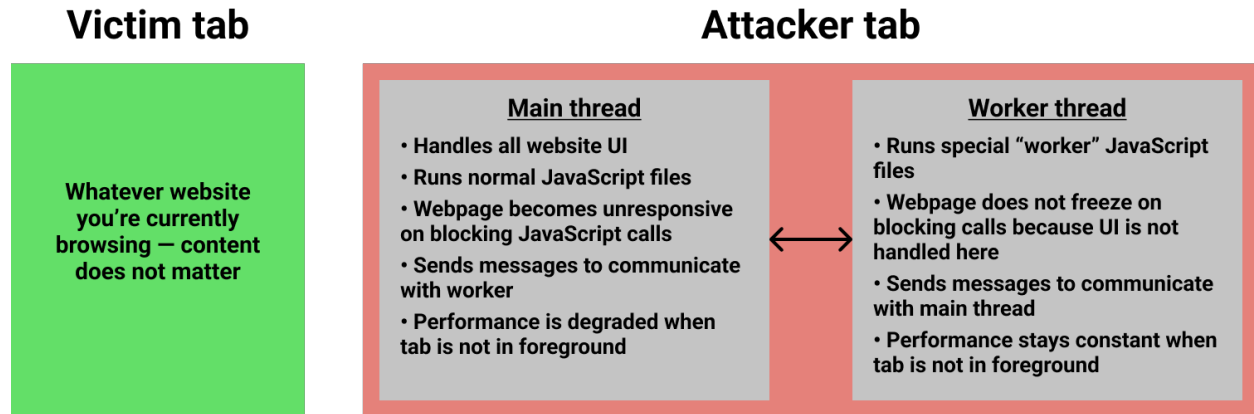 Victim tab
Attacker tab
Whatever website
you’re currently
browsing — content
does not matter
Main thread
• Handles all website UI
• Runs normal JavaScript files
• Webpage becomes unresponsive
on blocking JavaScript calls
• Sends messages to communicate
with worker
• Performance is degraded when
tab is not in foreground
Worker thread
• Runs special “worker” JavaScript
files
• Webpage does not freeze on
blocking calls because UI is not
handled here
• Sends messages to communicate
with main thread
• Performance stays constant when
tab is not in foreground